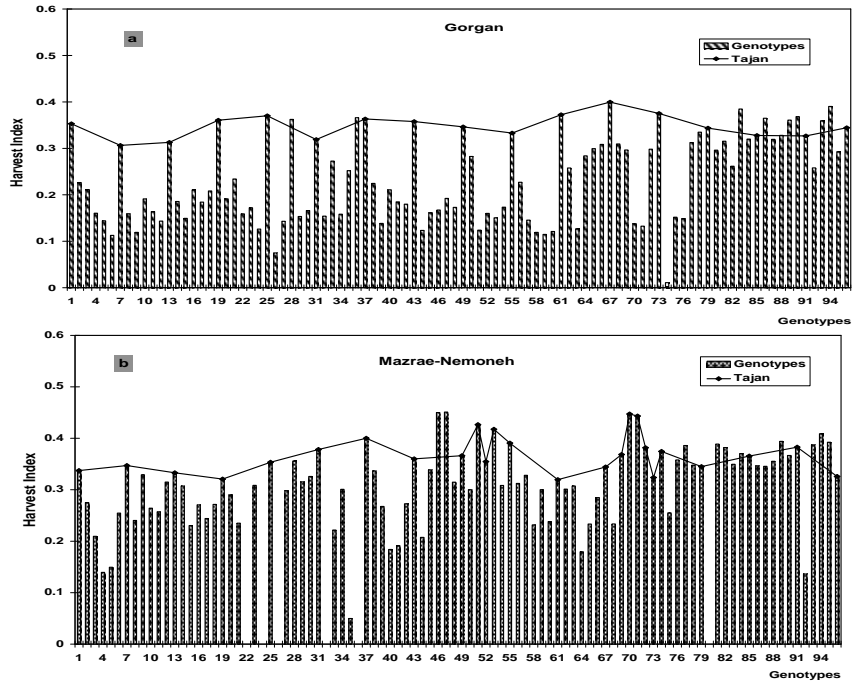 Gorgan
a
Genotypes
Tajan
Harvest Index
0.6
0.5
0.4
0.3
0.2
0.1
0
1 4 7 10 13 16 19 22 25 28 31 34 37 40 43 46 49 52 55 58 61 64 67 70 73 76 79 82 85 88 91 94
Genotypes
Mazrae-Nemoneh
b
Genotypes
Tajan
Harvest Index
0.6
0.5
0.4
0.3
0.2
0.1
0
1 4 7 10 13 16 19 22 25 28 31 34 37 40 43 46 49 52 55 58 61 64 67 70 73 76 79 82 85 88 91 94
Genotypes